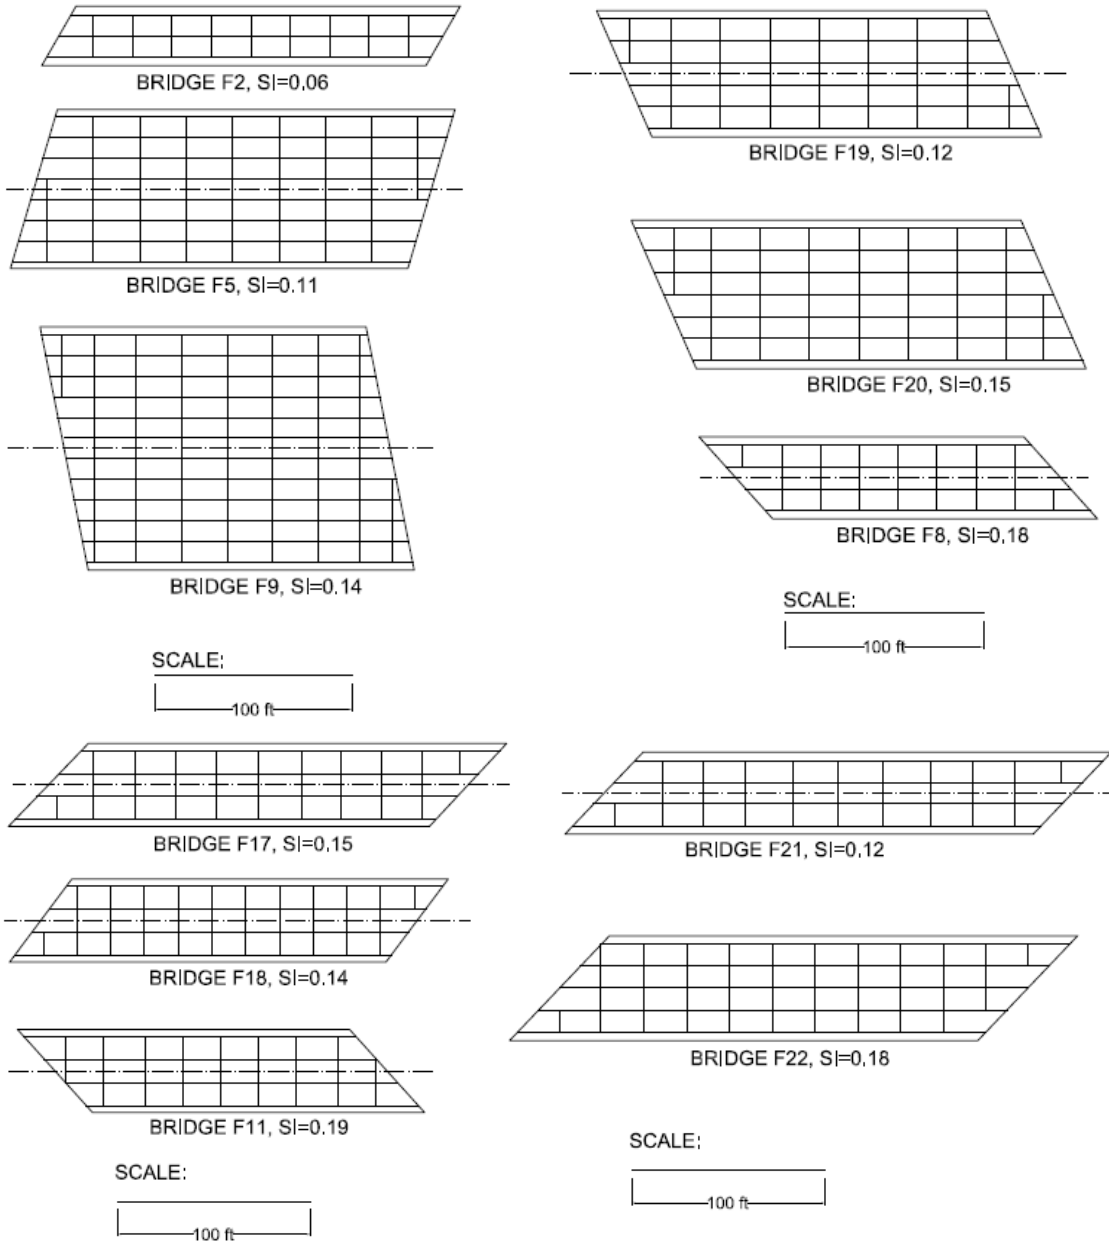 BRIDGE F2, SI=0.06
BRIDGE F19, SI=0.12
BRIDGE F5, SI=0.11
BRIDGE F20, SI=0.15
BRIDGE F8, SI=0.18
BRIDGE F9, SI=0.14
SCALE:
100 ft
SCALE:
100 ft
BRIDGE F17, SI=0.15
BRIDGE F21, SI=0.12
BRIDGE F18, SI=0.14
BRIDGE F22, SI=0.18
BRIDGE F11, SI=0.19
SCALE:
100 ft
SCALE:
100 ft